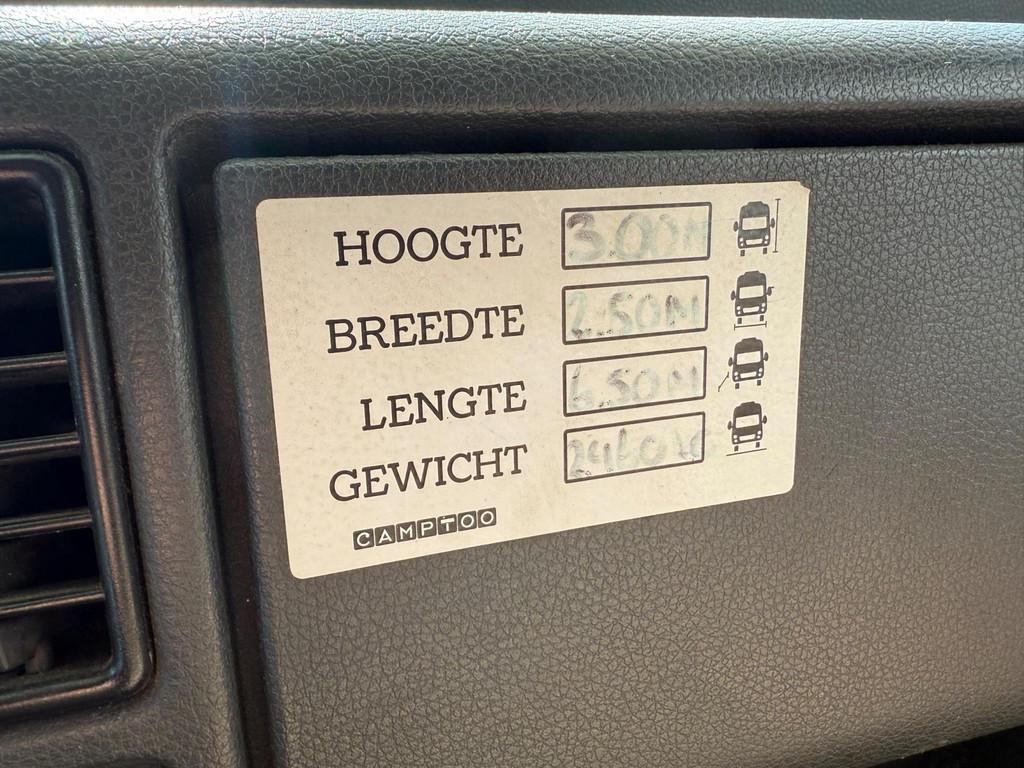 HOOGTE 3.00M
BREEDTE 2.50M
LENGTE 6.50M
GEWICHT
CAMPTOO